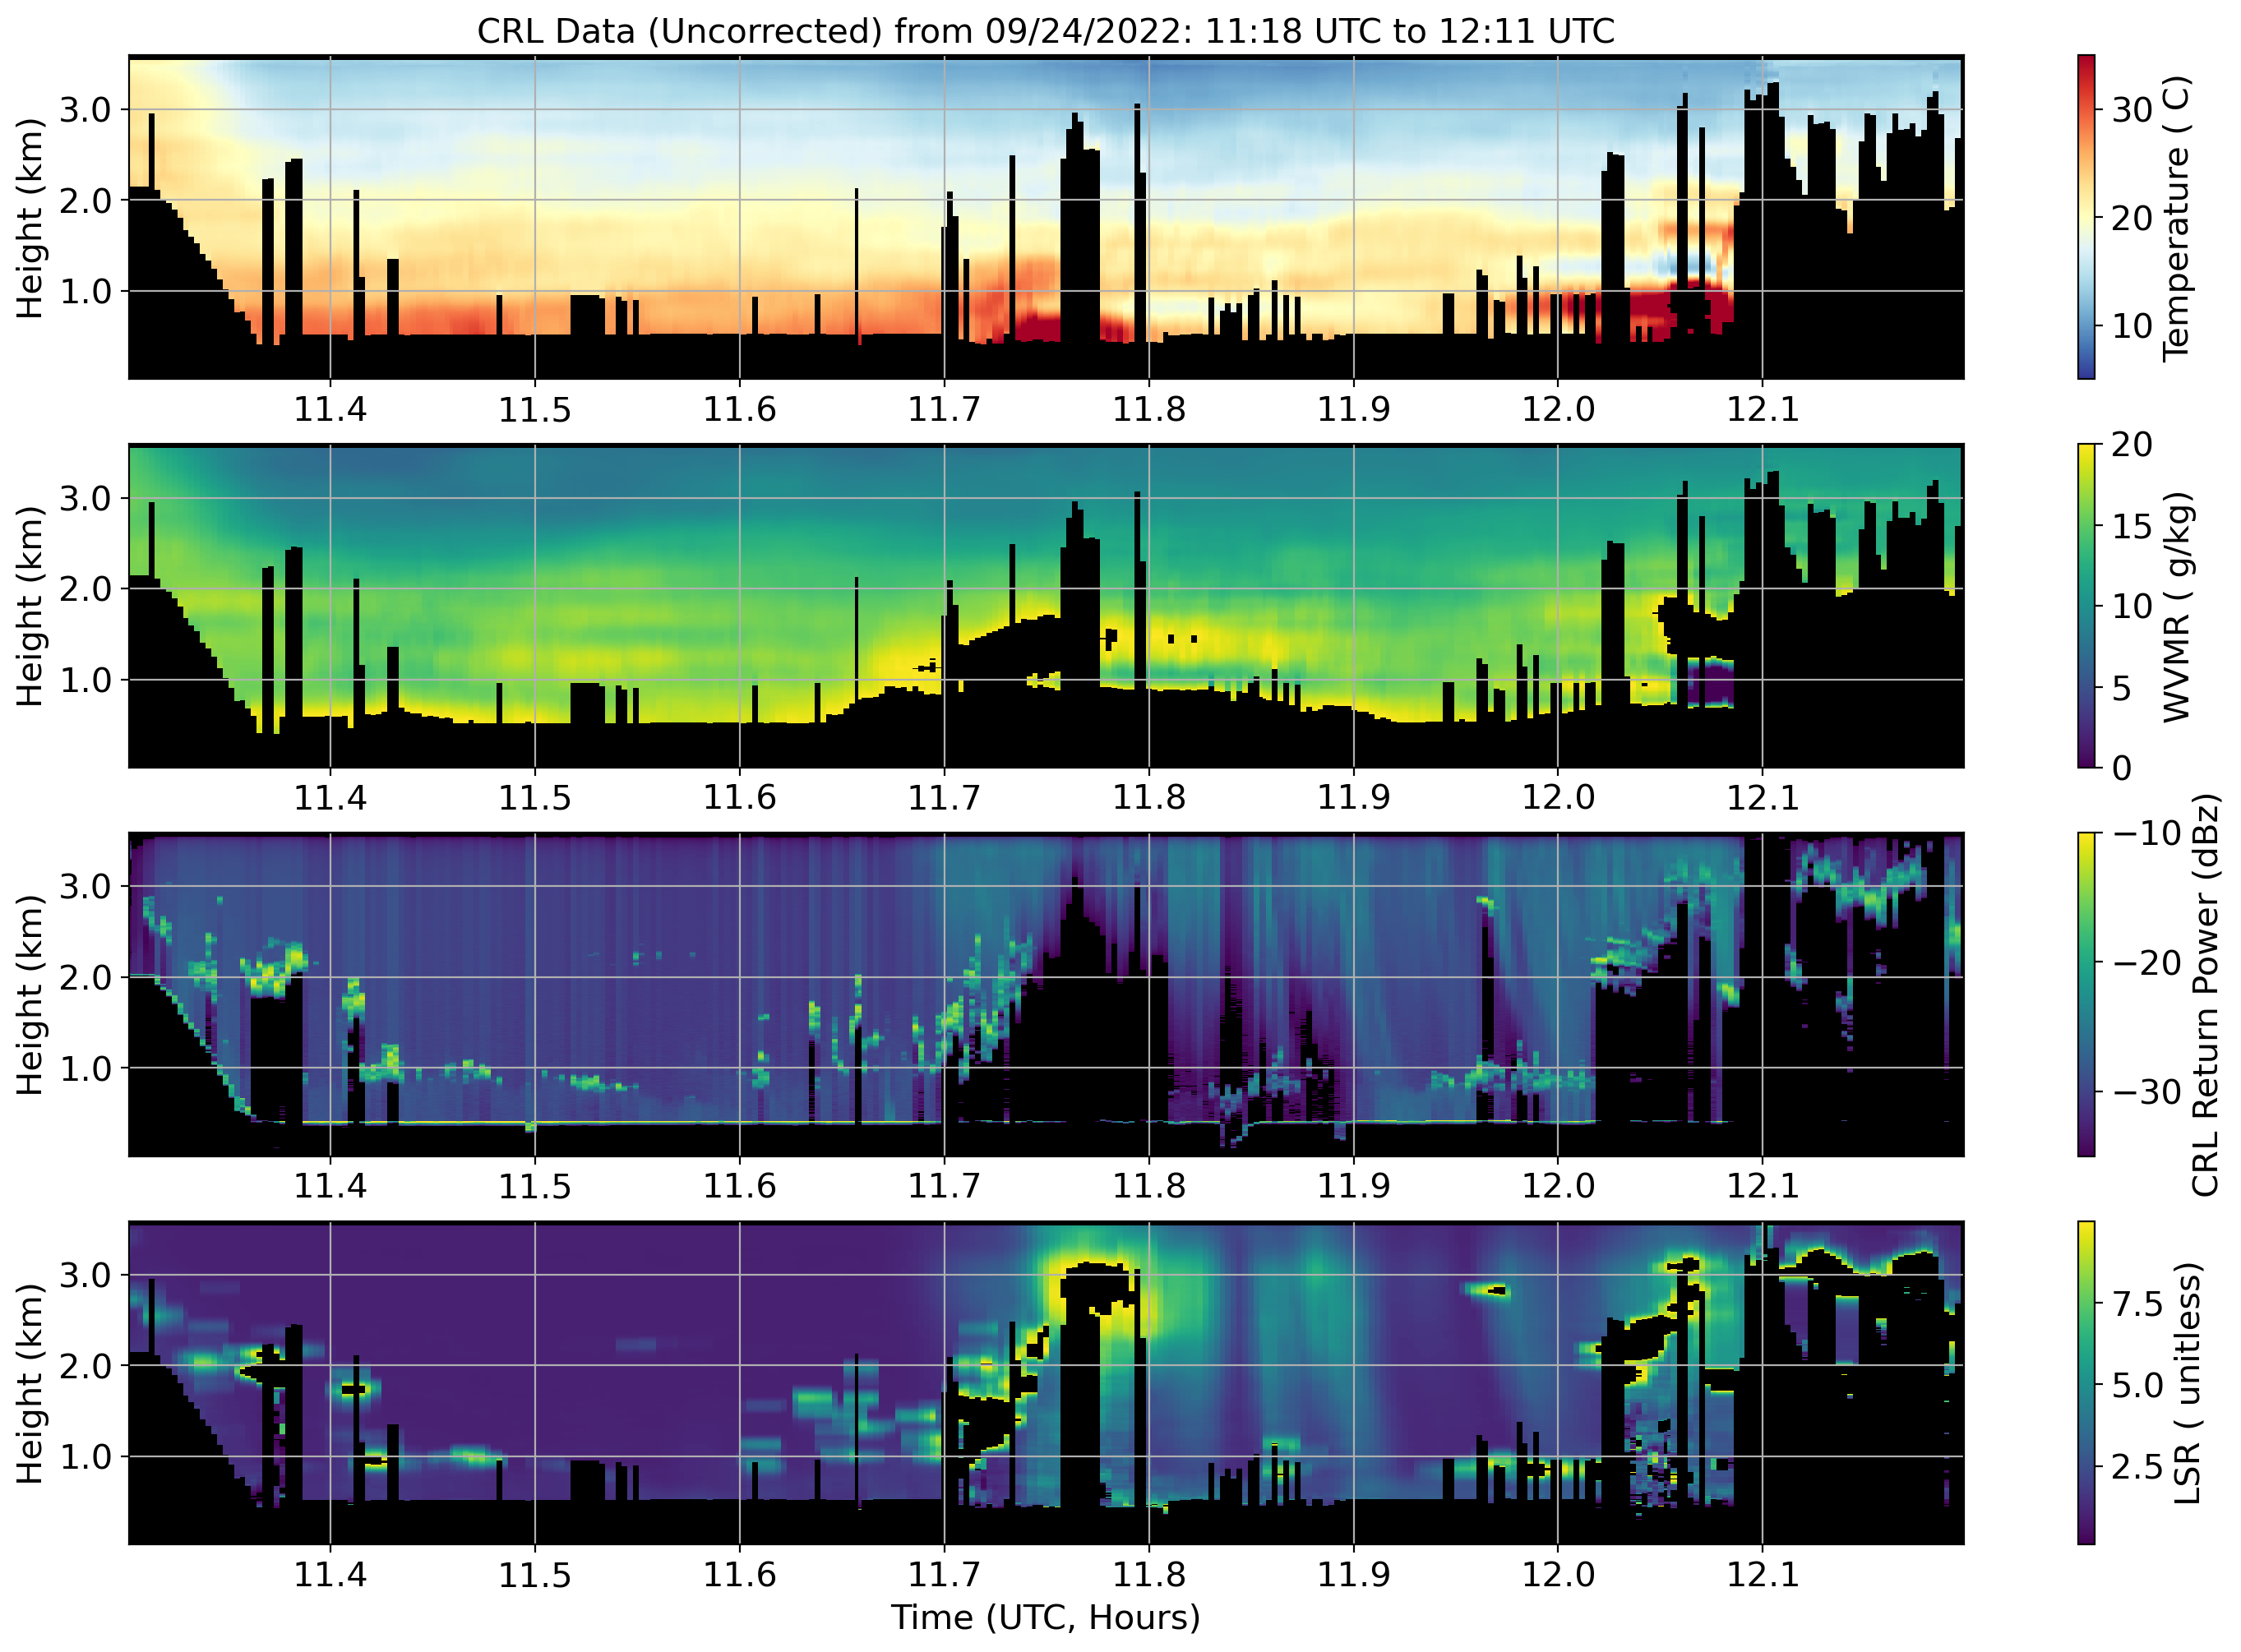 CRL Data (Uncorrected) from 09/24/2022: 11:18 UTC to 12:11 UTC
Height (km)
3.0
2.0
1.0
11.4 11.5 11.6 11.7 11.8 11.9 12.0 12.1
30
20
10
Temperature ( C)
Height (km)
3.0
2.0
1.0
11.4 11.5 11.6 11.7 11.8 11.9 12.0 12.1
20
15
10
5
0
WVMR ( g/kg)
Height (km)
3.0
2.0
1.0
11.4 11.5 11.6 11.7 11.8 11.9 12.0 12.1
−10
−20
−30
CRL Return Power (dBz)
Height (km)
3.0
2.0
1.0
11.4 11.5 11.6 11.7 11.8 11.9 12.0 12.1
7.5
5.0
2.5
LSR ( unitless)
Time (UTC, Hours)